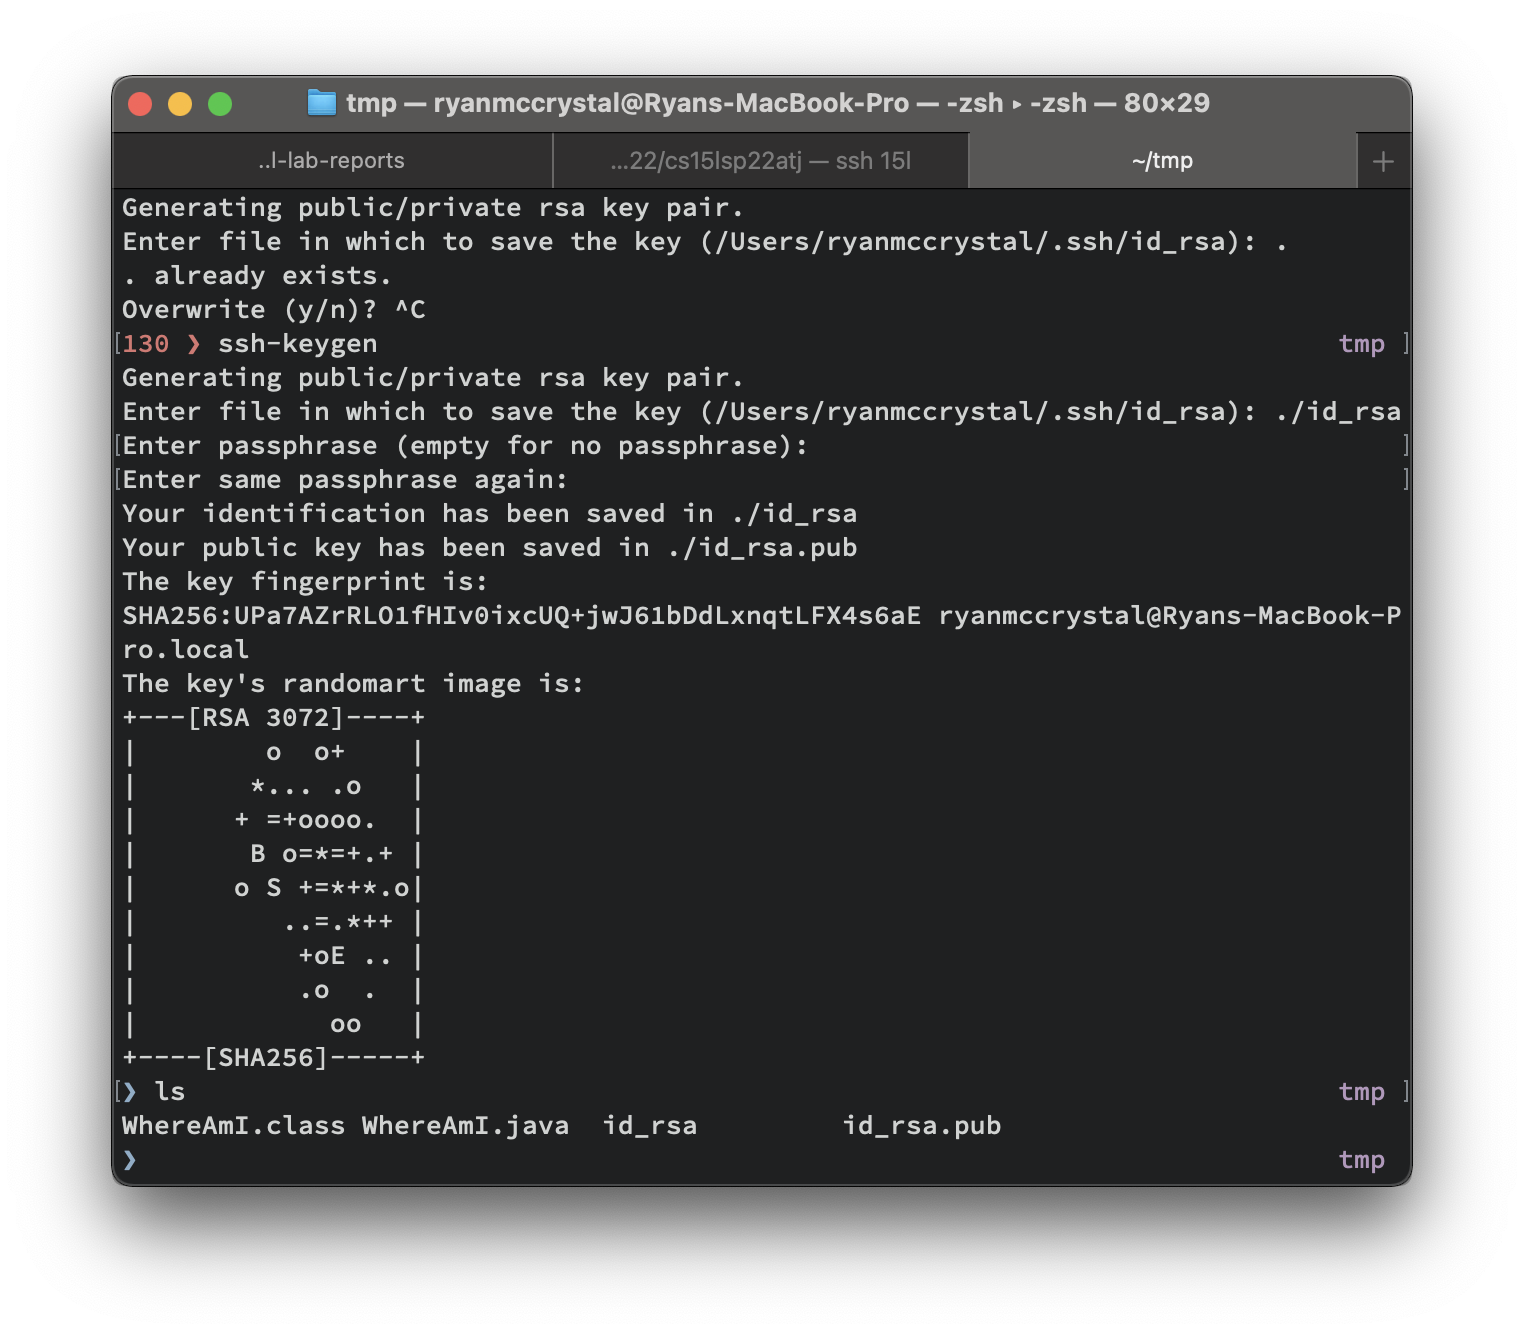 tmp — ryanmccrystal@Ryans-MacBook-Pro — -zsh ▸ -zsh — 80×29
..l-lab-reports
...22/cs15lsp22atj — ssh 15l
~/tmp
+
Generating public/private rsa key pair.
Enter file in which to save the key (/Users/ryanmccrystal/.ssh/id_rsa): .
. already exists.
Overwrite (y/n)? ^C
[130 ❯ ssh-keygen                                                            tmp ]
Generating public/private rsa key pair.
Enter file in which to save the key (/Users/ryanmccrystal/.ssh/id_rsa): ./id_rsa
[Enter passphrase (empty for no passphrase):                                     ]
[Enter same passphrase again:                                                    ]
Your identification has been saved in ./id_rsa
Your public key has been saved in ./id_rsa.pub
The key fingerprint is:
SHA256:UPa7AZrRLO1fHIv0ixcUQ+jwJ61bDdLxnqtLFX4s6aE ryanmccrystal@Ryans-MacBook-P
ro.local
The key's randomart image is:
+---[RSA 3072]----+
|        o  o+    |
|       *... .o   |
|      + =+oooo.  |
|       B o=*=+.+ |
|      o S +=*+*.o|
|         ..=.*++ |
|          +oE .. |
|          .o  .  |
|            oo   |
+----[SHA256]-----+
[❯ ls                                                                        tmp ]
WhereAmI.class WhereAmI.java  id_rsa         id_rsa.pub
❯                                                                            tmp